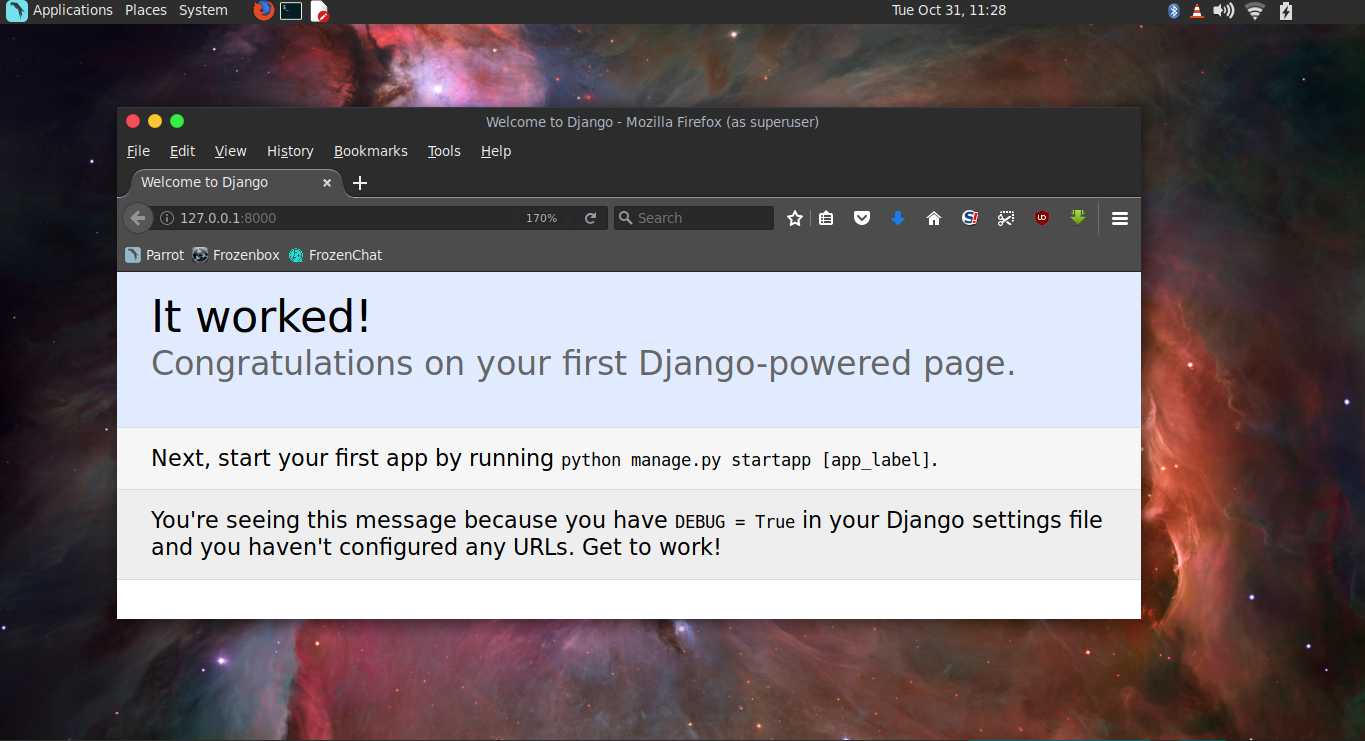 Applications Places System
Tue Oct 31, 11:28
Welcome to Django - Mozilla Firefox (as superuser)
File Edit View History Bookmarks Tools Help
Welcome to Django
127.0.0.1:8000 170% Search
Parrot Frozenbox FrozenChat
It worked!
Congratulations on your first Django-powered page.
Next, start your first app by running python manage.py startapp [app_label].
You're seeing this message because you have DEBUG = True in your Django settings file
and you haven't configured any URLs. Get to work!